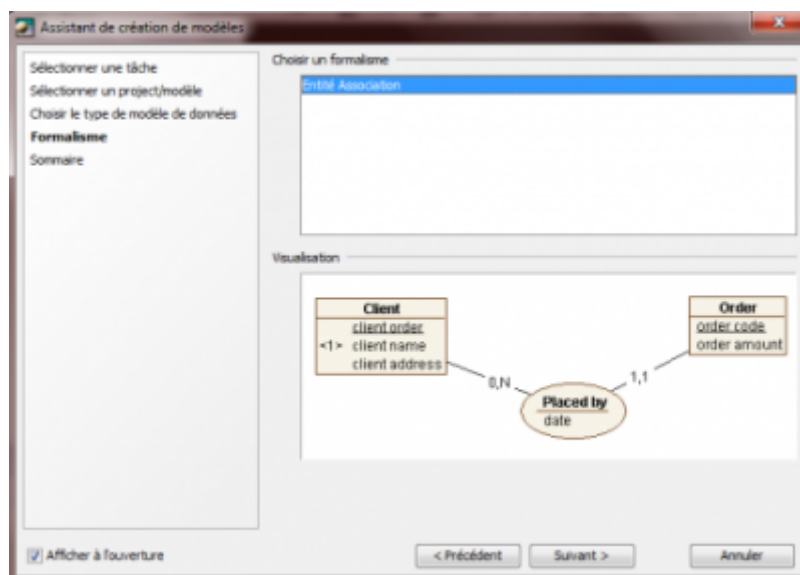 Assistant de création de modèles
Sélectionner une tâche
Sélectionner un project/modèle
Choisir le type de modèle de données
Formalisme
Sommaire
Choisir un formalisme
Entité Association
Visualisation
Client
client order
<1> client name
client address
0,N
Placed by
date
1,1
Order
order code
order amount
Afficher à l'ouverture
< Précédent
Suivant >
Annuler